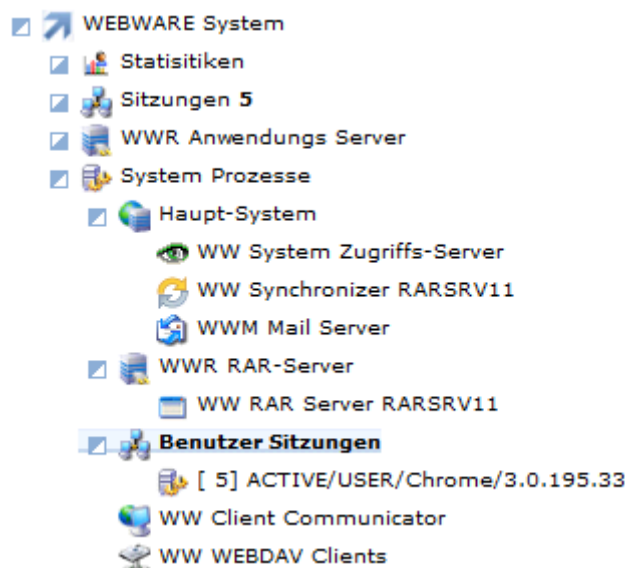 WEBWARE System
Statisitiken
Sitzungen 5
WWR Anwendungs Server
System Prozesse
Haupt-System
WW System Zugriffs-Server
WW Synchronizer RARSRV11
WWM Mail Server
WWR RAR-Server
WW RAR Server RARSRV11
Benutzer Sitzungen
[ 5] ACTIVE/USER/Chrome/3.0.195.33
WW Client Communicator
WW WEBDAV Clients